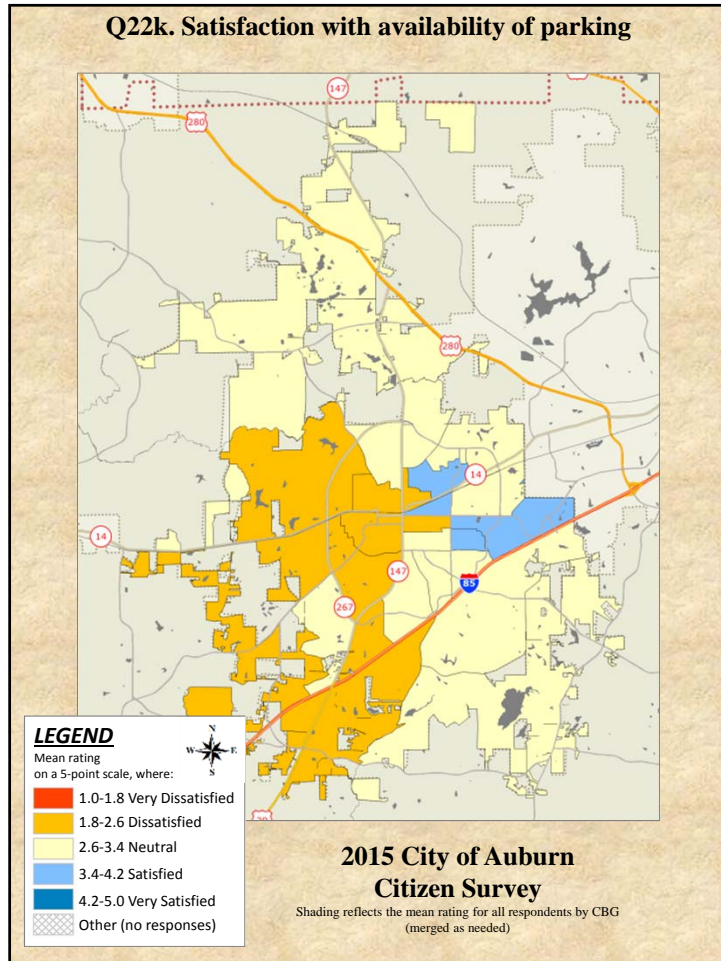 Q22k. Satisfaction with availability of parking
147
280
280
14
14
147
85
267
LEGEND
Mean rating
on a 5-point scale, where:
N
W E
S
1.0-1.8 Very Dissatisfied
1.8-2.6 Dissatisfied
2.6-3.4 Neutral
3.4-4.2 Satisfied
4.2-5.0 Very Satisfied
Other (no responses)
2015 City of Auburn
Citizen Survey
Shading reflects the mean rating for all respondents by CBG
(merged as needed)